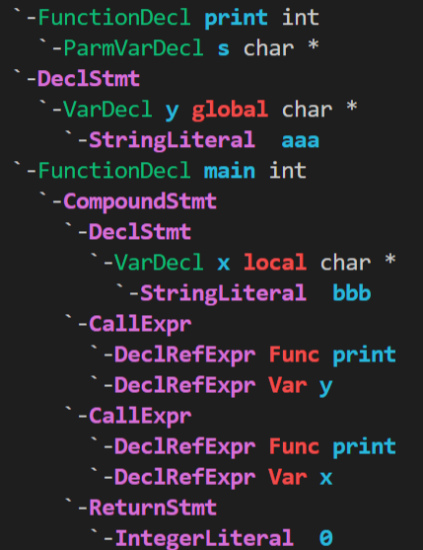 `-FunctionDecl print int
  `-ParmVarDecl s char *
`-DeclStmt
  `-VarDecl y global char *
    `-StringLiteral  aaa
`-FunctionDecl main int
  `-CompoundStmt
    `-DeclStmt
      `-VarDecl x local char *
        `-StringLiteral  bbb
    `-CallExpr
      `-DeclRefExpr Func print
      `-DeclRefExpr Var y
    `-CallExpr
      `-DeclRefExpr Func print
      `-DeclRefExpr Var x
    `-ReturnStmt
      `-IntegerLiteral  0